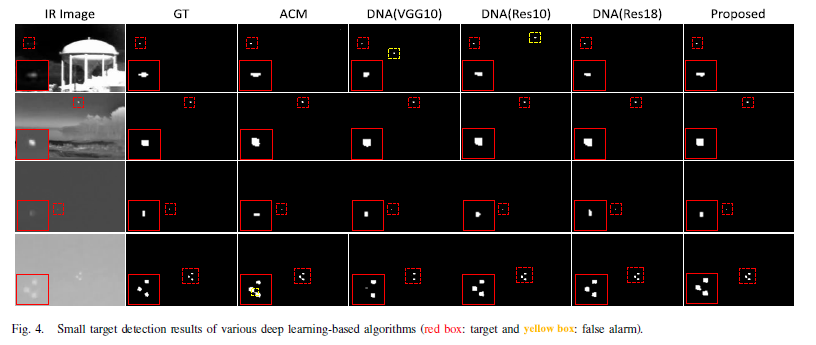 IR Image GT ACM DNA(VGG10) DNA(Res10) DNA(Res18) Proposed
Fig. 4. Small target detection results of various deep learning-based algorithms (red box: target and yellow box: false alarm).